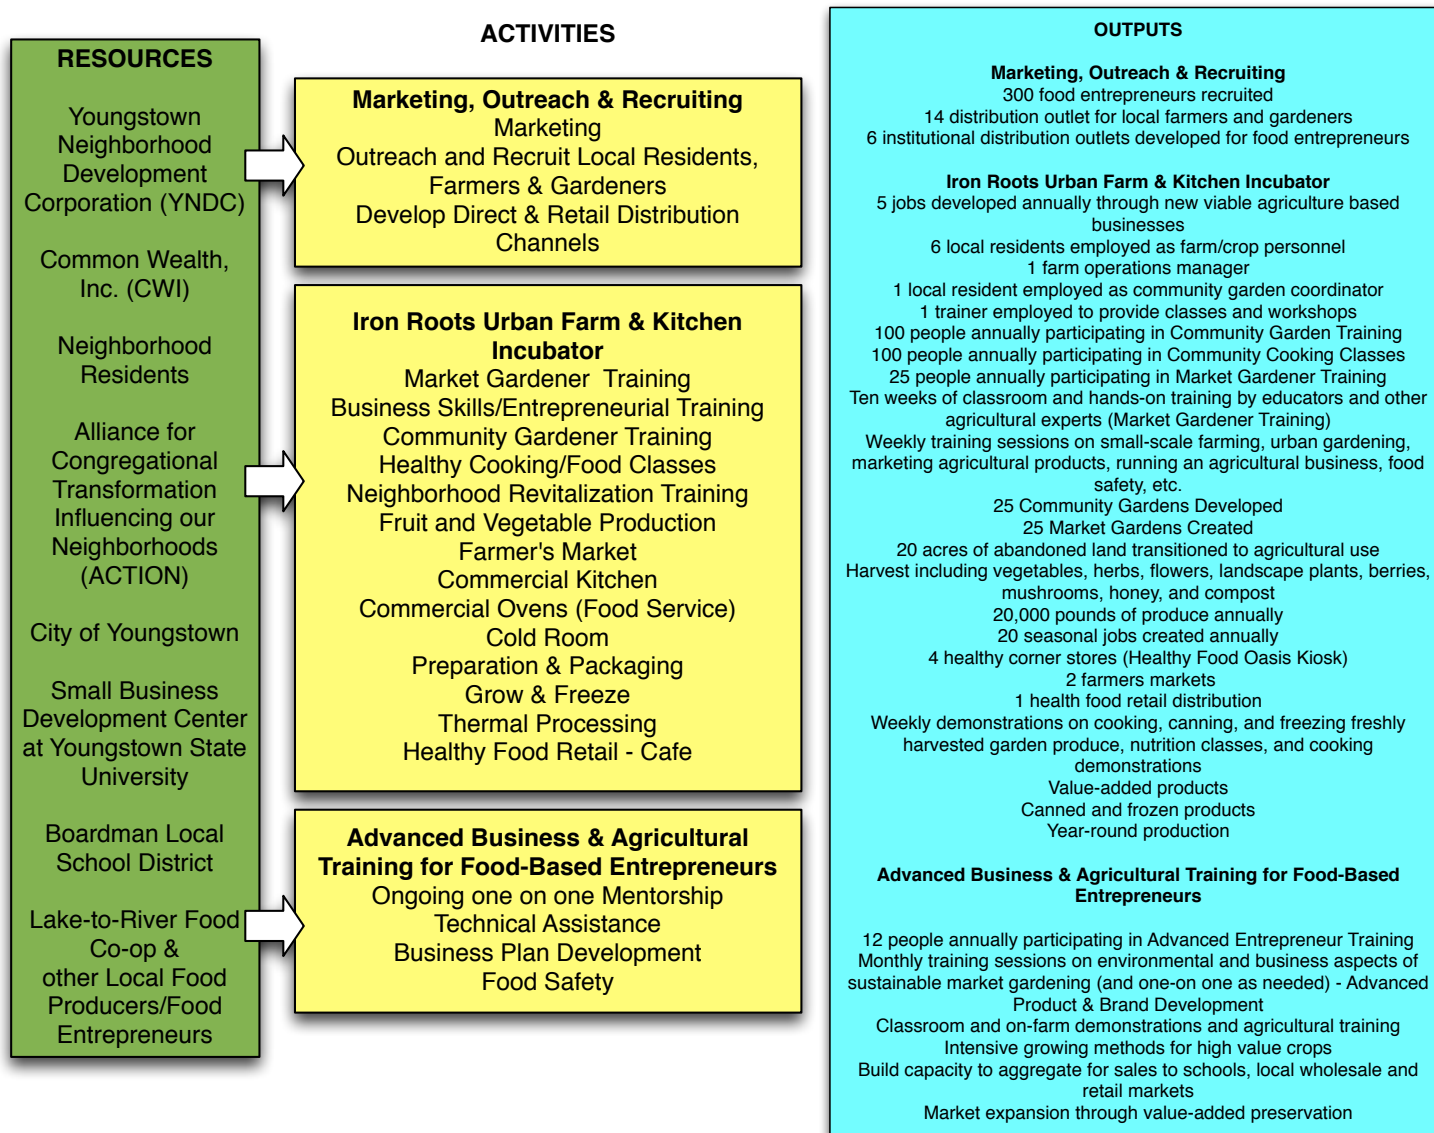 RESOURCES
Youngstown
Neighborhood
Development
Corporation (YNDC)
Common Wealth,
Inc. (CWI)
Neighborhood
Residents
Alliance for
Congregational
Transformation
Influencing our
Neighborhoods
(ACTION)
City of Youngstown
Small Business
Development Center
at Youngstown State
University
Boardman Local
School District
Lake-to-River Food
Co-op &
other Local Food
Producers/Food
Entrepreneurs
ACTIVITIES
Marketing, Outreach & Recruiting
Marketing
Outreach and Recruit Local Residents,
Farmers & Gardeners
Develop Direct & Retail Distribution
Channels
Iron Roots Urban Farm & Kitchen
Incubator
Market Gardener  Training
Business Skills/Entrepreneurial Training
Community Gardener Training
Healthy Cooking/Food Classes
Neighborhood Revitalization Training
Fruit and Vegetable Production
Farmer's Market
Commercial Kitchen
Commercial Ovens (Food Service)
Cold Room
Preparation & Packaging
Grow & Freeze
Thermal Processing
Healthy Food Retail - Cafe
Advanced Business & Agricultural
Training for Food-Based Entrepreneurs
Ongoing one on one Mentorship
Technical Assistance
Business Plan Development
Food Safety
OUTPUTS
Marketing, Outreach & Recruiting
300 food entrepreneurs recruited
14 distribution outlet for local farmers and gardeners
6 institutional distribution outlets developed for food entrepreneurs
Iron Roots Urban Farm & Kitchen Incubator
5 jobs developed annually through new viable agriculture based
businesses
6 local residents employed as farm/crop personnel
1 farm operations manager
1 local resident employed as community garden coordinator
1 trainer employed to provide classes and workshops
100 people annually participating in Community Garden Training
100 people annually participating in Community Cooking Classes
25 people annually participating in Market Gardener Training
Ten weeks of classroom and hands-on training by educators and other
agricultural experts (Market Gardener Training)
Weekly training sessions on small-scale farming, urban gardening,
marketing agricultural products, running an agricultural business, food
safety, etc.
25 Community Gardens Developed
25 Market Gardens Created
20 acres of abandoned land transitioned to agricultural use
Harvest including vegetables, herbs, flowers, landscape plants, berries,
mushrooms, honey, and compost
20,000 pounds of produce annually
20 seasonal jobs created annually
4 healthy corner stores (Healthy Food Oasis Kiosk)
2 farmers markets
1 health food retail distribution
Weekly demonstrations on cooking, canning, and freezing freshly
harvested garden produce, nutrition classes, and cooking
demonstrations
Value-added products
Canned and frozen products
Year-round production
Advanced Business & Agricultural Training for Food-Based
Entrepreneurs
12 people annually participating in Advanced Entrepreneur Training
Monthly training sessions on environmental and business aspects of
sustainable market gardening (and one-on one as needed) - Advanced
Product & Brand Development
Classroom and on-farm demonstrations and agricultural training
Intensive growing methods for high value crops
Build capacity to aggregate for sales to schools, local wholesale and
retail markets
Market expansion through value-added preservation